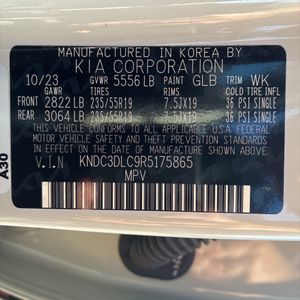 MANUFACTURED IN KOREA BY
KIA CORPORATION
10/23 GVWR 5556 LB PAINT GLB TRIM WK
GAWR TIRES RIMS COLD TIRE PRESSURE
FRONT 2822 LB 235/55R19 7.5JX19 36 PSI SINGLE
REAR 3064 LB 235/55R19 7.5JX19 36 PSI SINGLE
THIS VEHICLE CONFORMS TO ALL APPLICABLE U.S.A. FEDERAL MOTOR
VEHICLE SAFETY AND THEFT PREVENTION STANDARDS IN EFFECT
ON THE DATE OF MANUFACTURE SHOWN ABOVE.
V.I.N KNDC3DLC9R5175865
MPV
A30